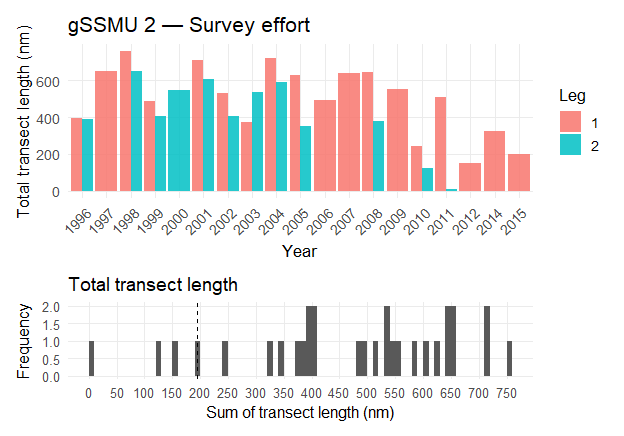 gSSMU 2 — Survey effort
Total transect length (nm)
600
400
200
0
1996 1997 1998 1999 2000 2001 2002 2003 2004 2005 2006 2007 2008 2009 2010 2011 2012 2014 2015
Year
Leg
1
2
Total transect length
Frequency
2.0
1.5
1.0
0.5
0.0
0 50 100 150 200 250 300 350 400 450 500 550 600 650 700 750
Sum of transect length (nm)